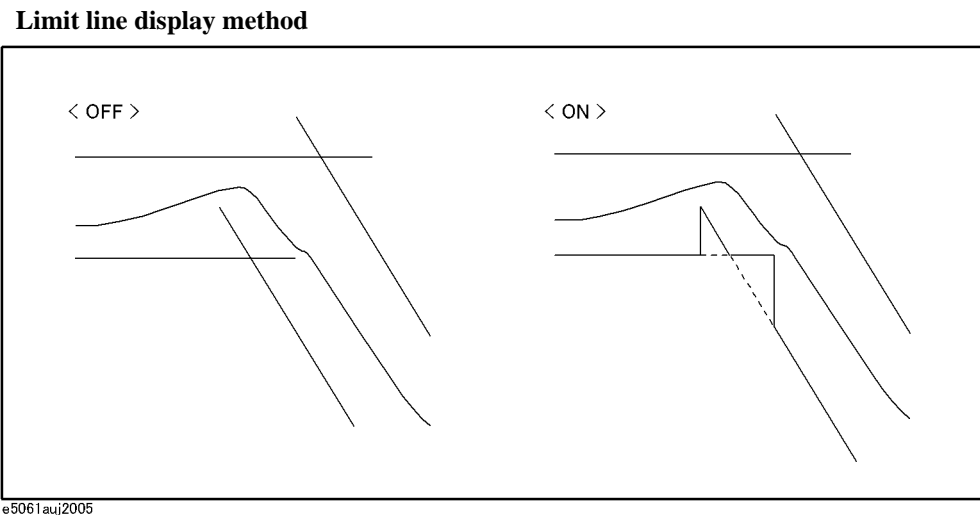 Limit line display method
< OFF >
< ON >
e5061auj2005